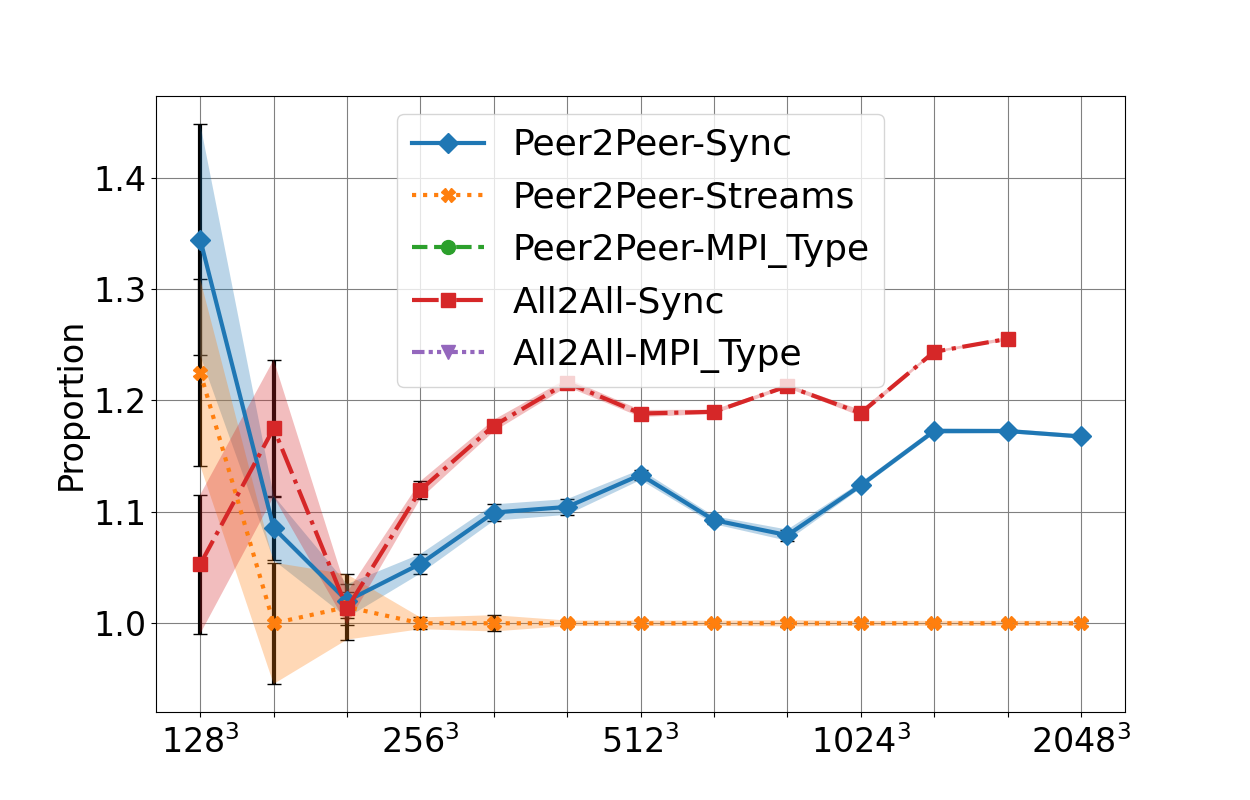 Proportion
1.4
1.3
1.2
1.1
1.0
Peer2Peer-Sync
Peer2Peer-Streams
Peer2Peer-MPI_Type
All2All-Sync
All2All-MPI_Type
128³ 256³ 512³ 1024³ 2048³